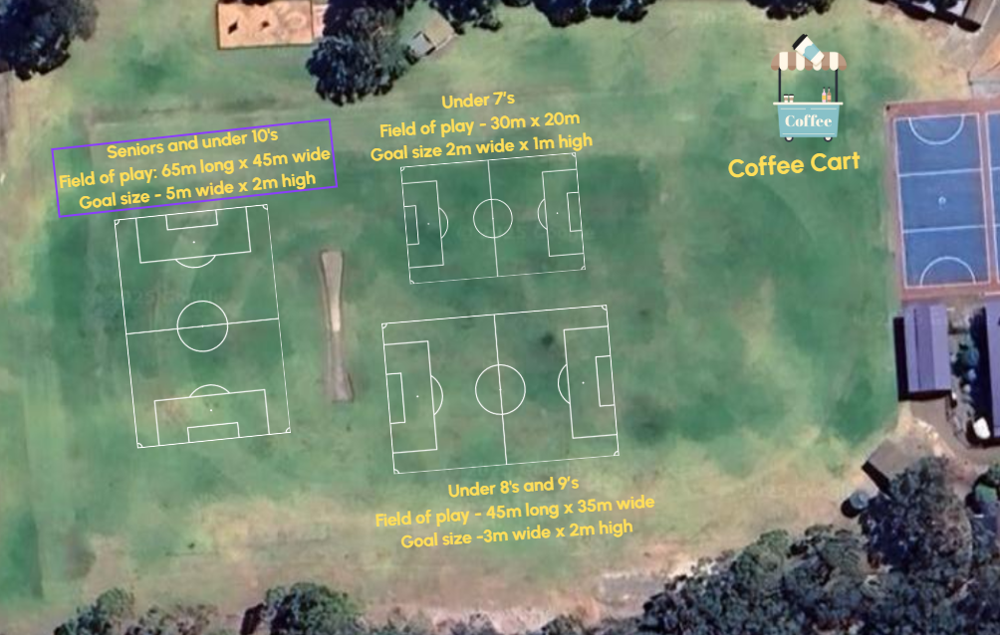 Under 7's
Field of play - 30m x 20m
Goal size 2m wide x 1m high
Seniors and under 10's
Field of play: 65m long x 45m wide
Goal size - 5m wide x 2m high
Coffee
Coffee Cart
Under 8's and 9's
Field of play - 45m long x 35m wide
Goal size -3m wide x 2m high